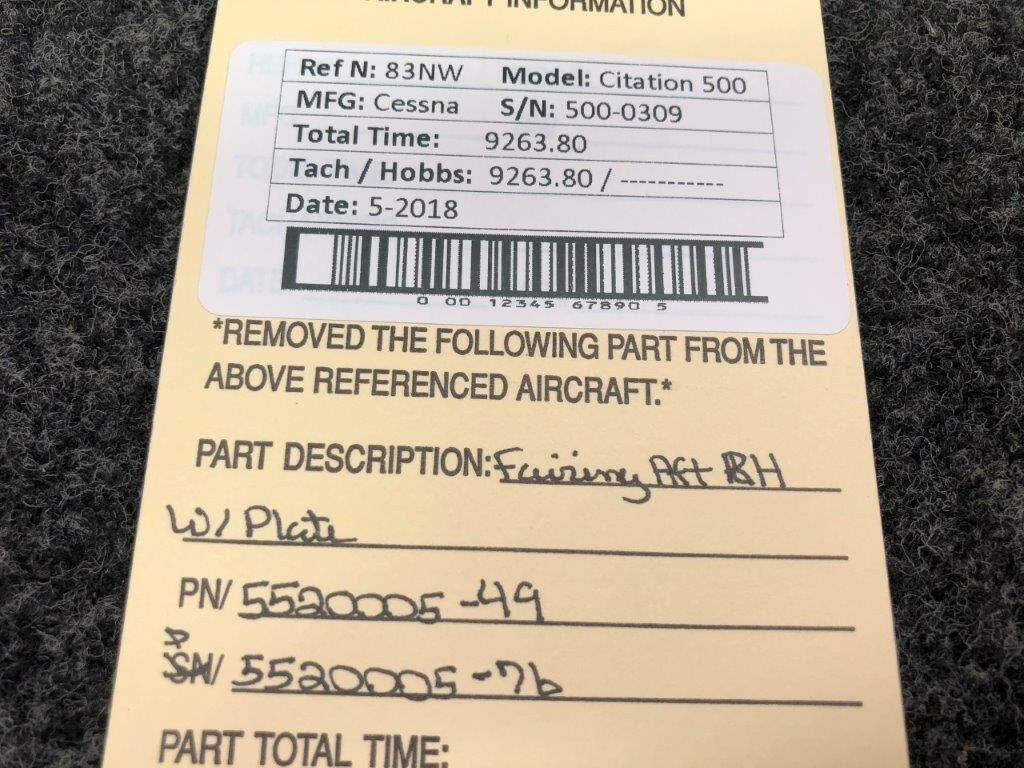 AIRCRAFT INFORMATION
Ref N: 83NW Model: Citation 500
MFG: Cessna S/N: 500-0309
Total Time: 9263.80
Tach / Hobbs: 9263.80 / -----------
Date: 5-2018
0 00 12345 67890 5
*REMOVED THE FOLLOWING PART FROM THE
ABOVE REFERENCED AIRCRAFT.*
PART DESCRIPTION: Fairing Aft RH
W/ Plate
PN/ 5520005-49
P
SN/ 5520005-76
PART TOTAL TIME: